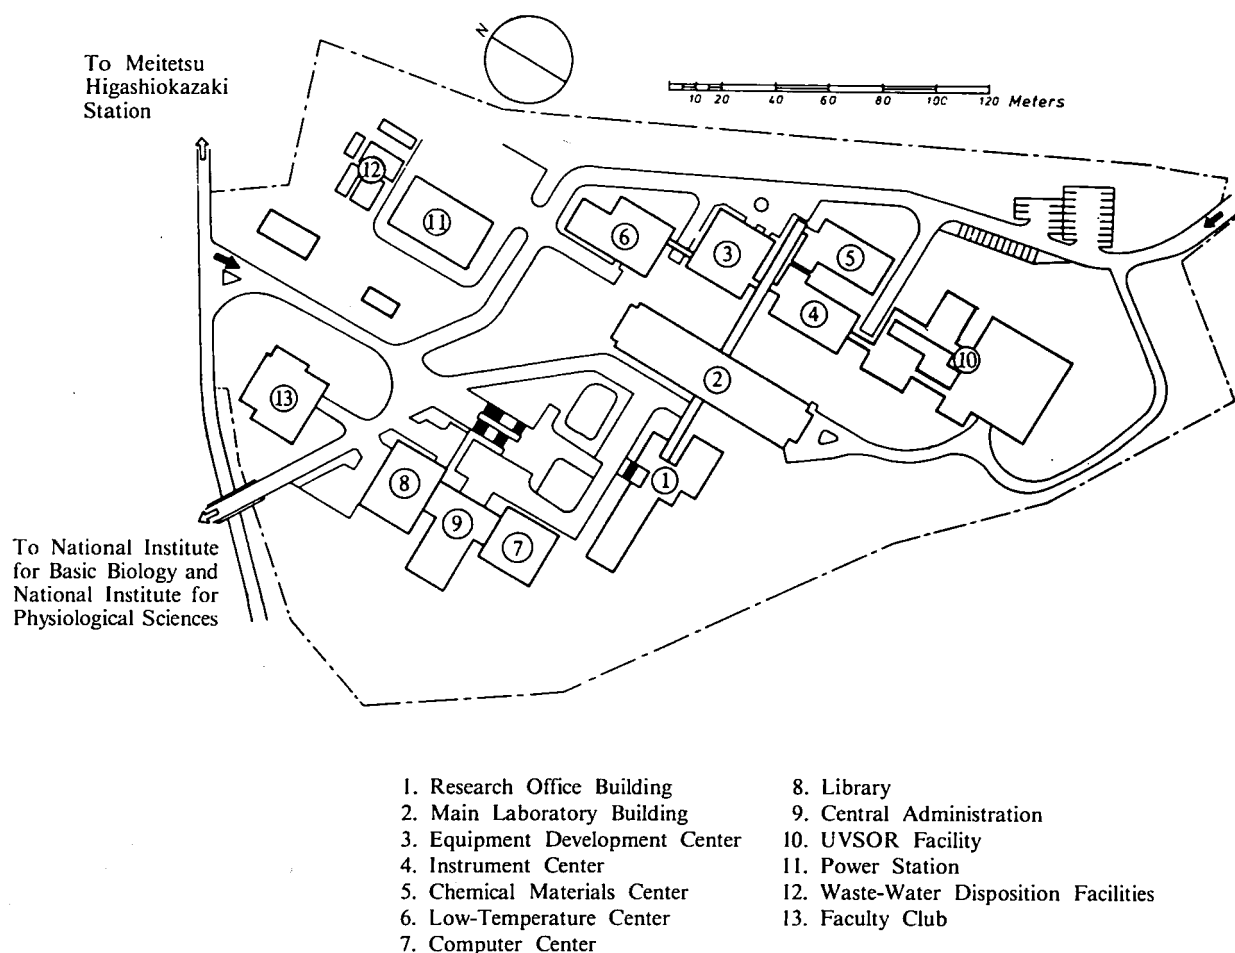 N
To Meitetsu
Higashiokazaki
Station
10 20 40 60 80 100 120 Meters
12
11
6
3
5
4
10
2
13
1
8
9
7
To National Institute
for Basic Biology and
National Institute for
Physiological Sciences
1. Research Office Building
2. Main Laboratory Building
3. Equipment Development Center
4. Instrument Center
5. Chemical Materials Center
6. Low-Temperature Center
7. Computer Center
8. Library
9. Central Administration
10. UVSOR Facility
11. Power Station
12. Waste-Water Disposition Facilities
13. Faculty Club